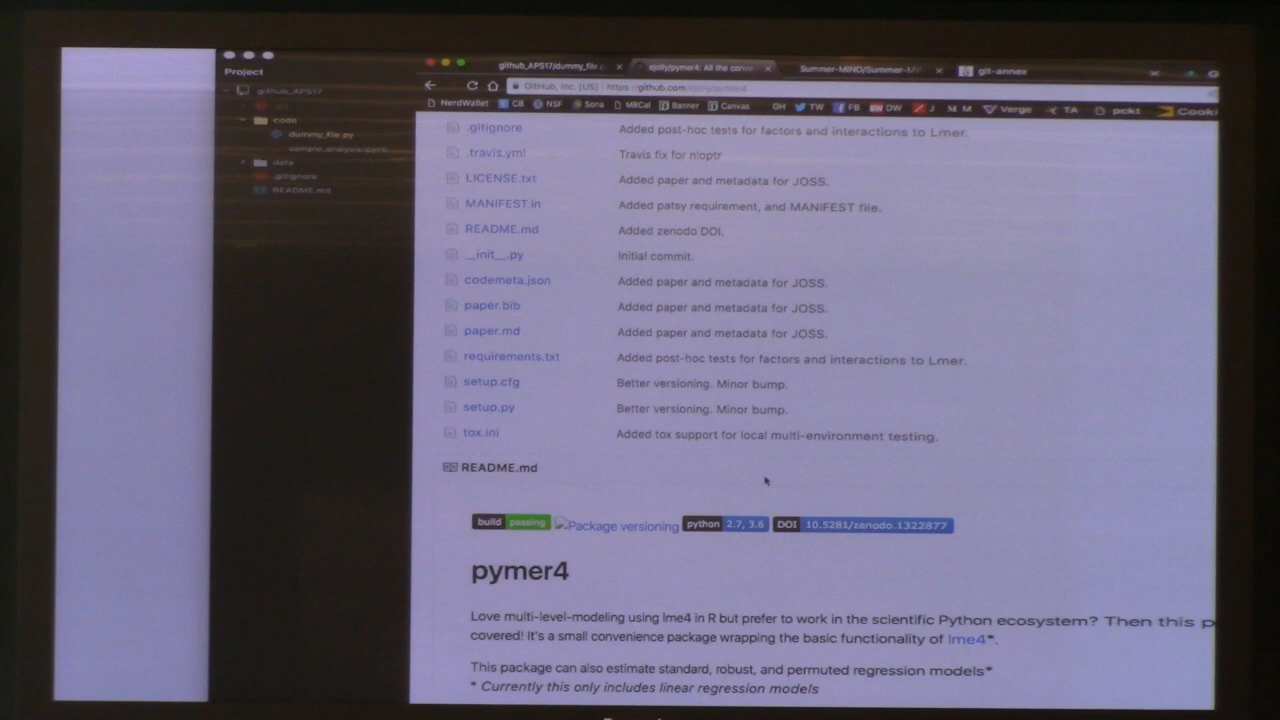 Project
github_APS17
code
dummy_file.py
data
.gitignore
README.md
github_APS17/dummy_file
ejolly/pymer4: All the conve
Summer-MIND/Summer-MI
git-annex
GitHub, Inc. [US] https://github.com/ejolly/pymer4
NerdWallet CB NSF Sona MRCal Banner Canvas GH TW FB DW J M M Verge TA pckt Cooki
.gitignore Added post-hoc tests for factors and interactions to Lmer.
.travis.yml Travis fix for nloptr
LICENSE.txt Added paper and metadata for JOSS.
MANIFEST.in Added patsy requirement, and MANIFEST file.
README.md Added zenodo DOI.
__init__.py Initial commit.
codemeta.json Added paper and metadata for JOSS.
paper.bib Added paper and metadata for JOSS.
paper.md Added paper and metadata for JOSS.
requirements.txt Added post-hoc tests for factors and interactions to Lmer.
setup.cfg Better versioning. Minor bump.
setup.py Better versioning. Minor bump.
tox.ini Added tox support for local multi-environment testing.
README.md
build passing Package versioning python 2.7, 3.6 DOI 10.5281/zenodo.1322877
pymer4
Love multi-level-modeling using lme4 in R but prefer to work in the scientific Python ecosystem? Then this p
covered! It's a small convenience package wrapping the basic functionality of lme4*.
This package can also estimate standard, robust, and permuted regression models*
* Currently this only includes linear regression models